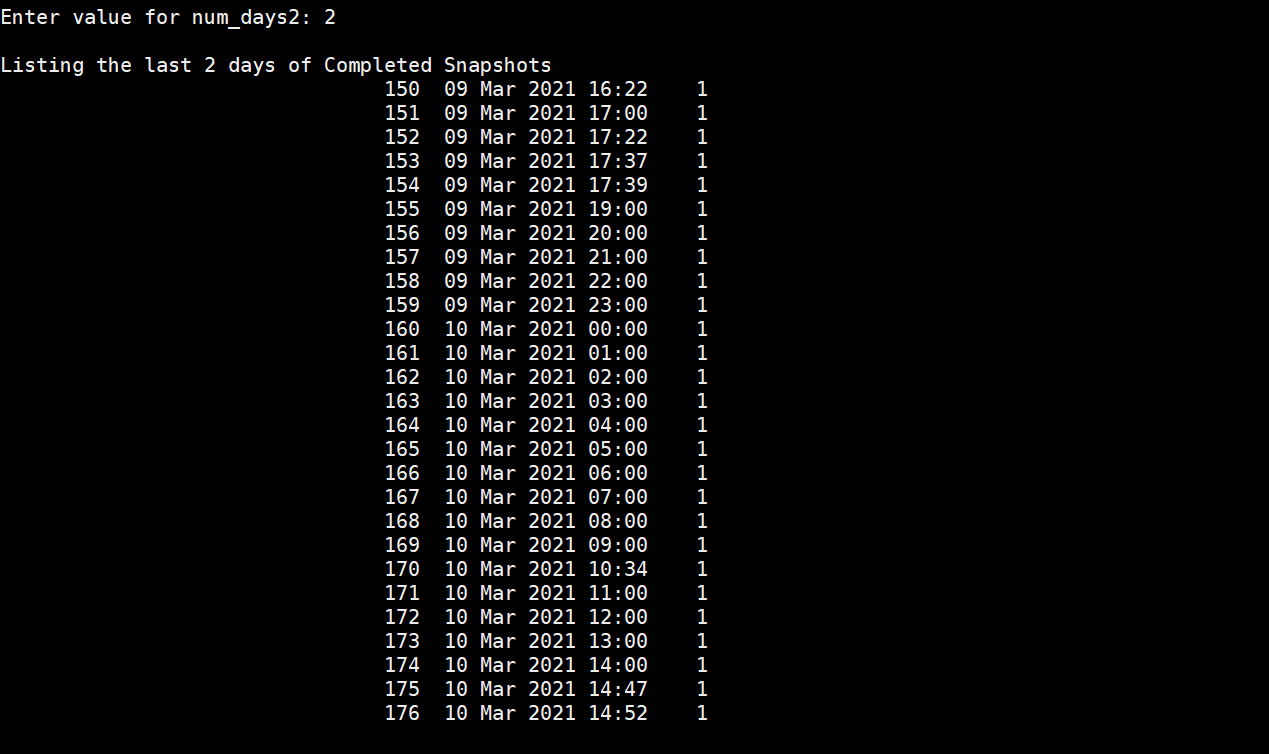 Enter value for num_days2: 2
Listing the last 2 days of Completed Snapshots
150 09 Mar 2021 16:22 1
151 09 Mar 2021 17:00 1
152 09 Mar 2021 17:22 1
153 09 Mar 2021 17:37 1
154 09 Mar 2021 17:39 1
155 09 Mar 2021 19:00 1
156 09 Mar 2021 20:00 1
157 09 Mar 2021 21:00 1
158 09 Mar 2021 22:00 1
159 09 Mar 2021 23:00 1
160 10 Mar 2021 00:00 1
161 10 Mar 2021 01:00 1
162 10 Mar 2021 02:00 1
163 10 Mar 2021 03:00 1
164 10 Mar 2021 04:00 1
165 10 Mar 2021 05:00 1
166 10 Mar 2021 06:00 1
167 10 Mar 2021 07:00 1
168 10 Mar 2021 08:00 1
169 10 Mar 2021 09:00 1
170 10 Mar 2021 10:34 1
171 10 Mar 2021 11:00 1
172 10 Mar 2021 12:00 1
173 10 Mar 2021 13:00 1
174 10 Mar 2021 14:00 1
175 10 Mar 2021 14:47 1
176 10 Mar 2021 14:52 1